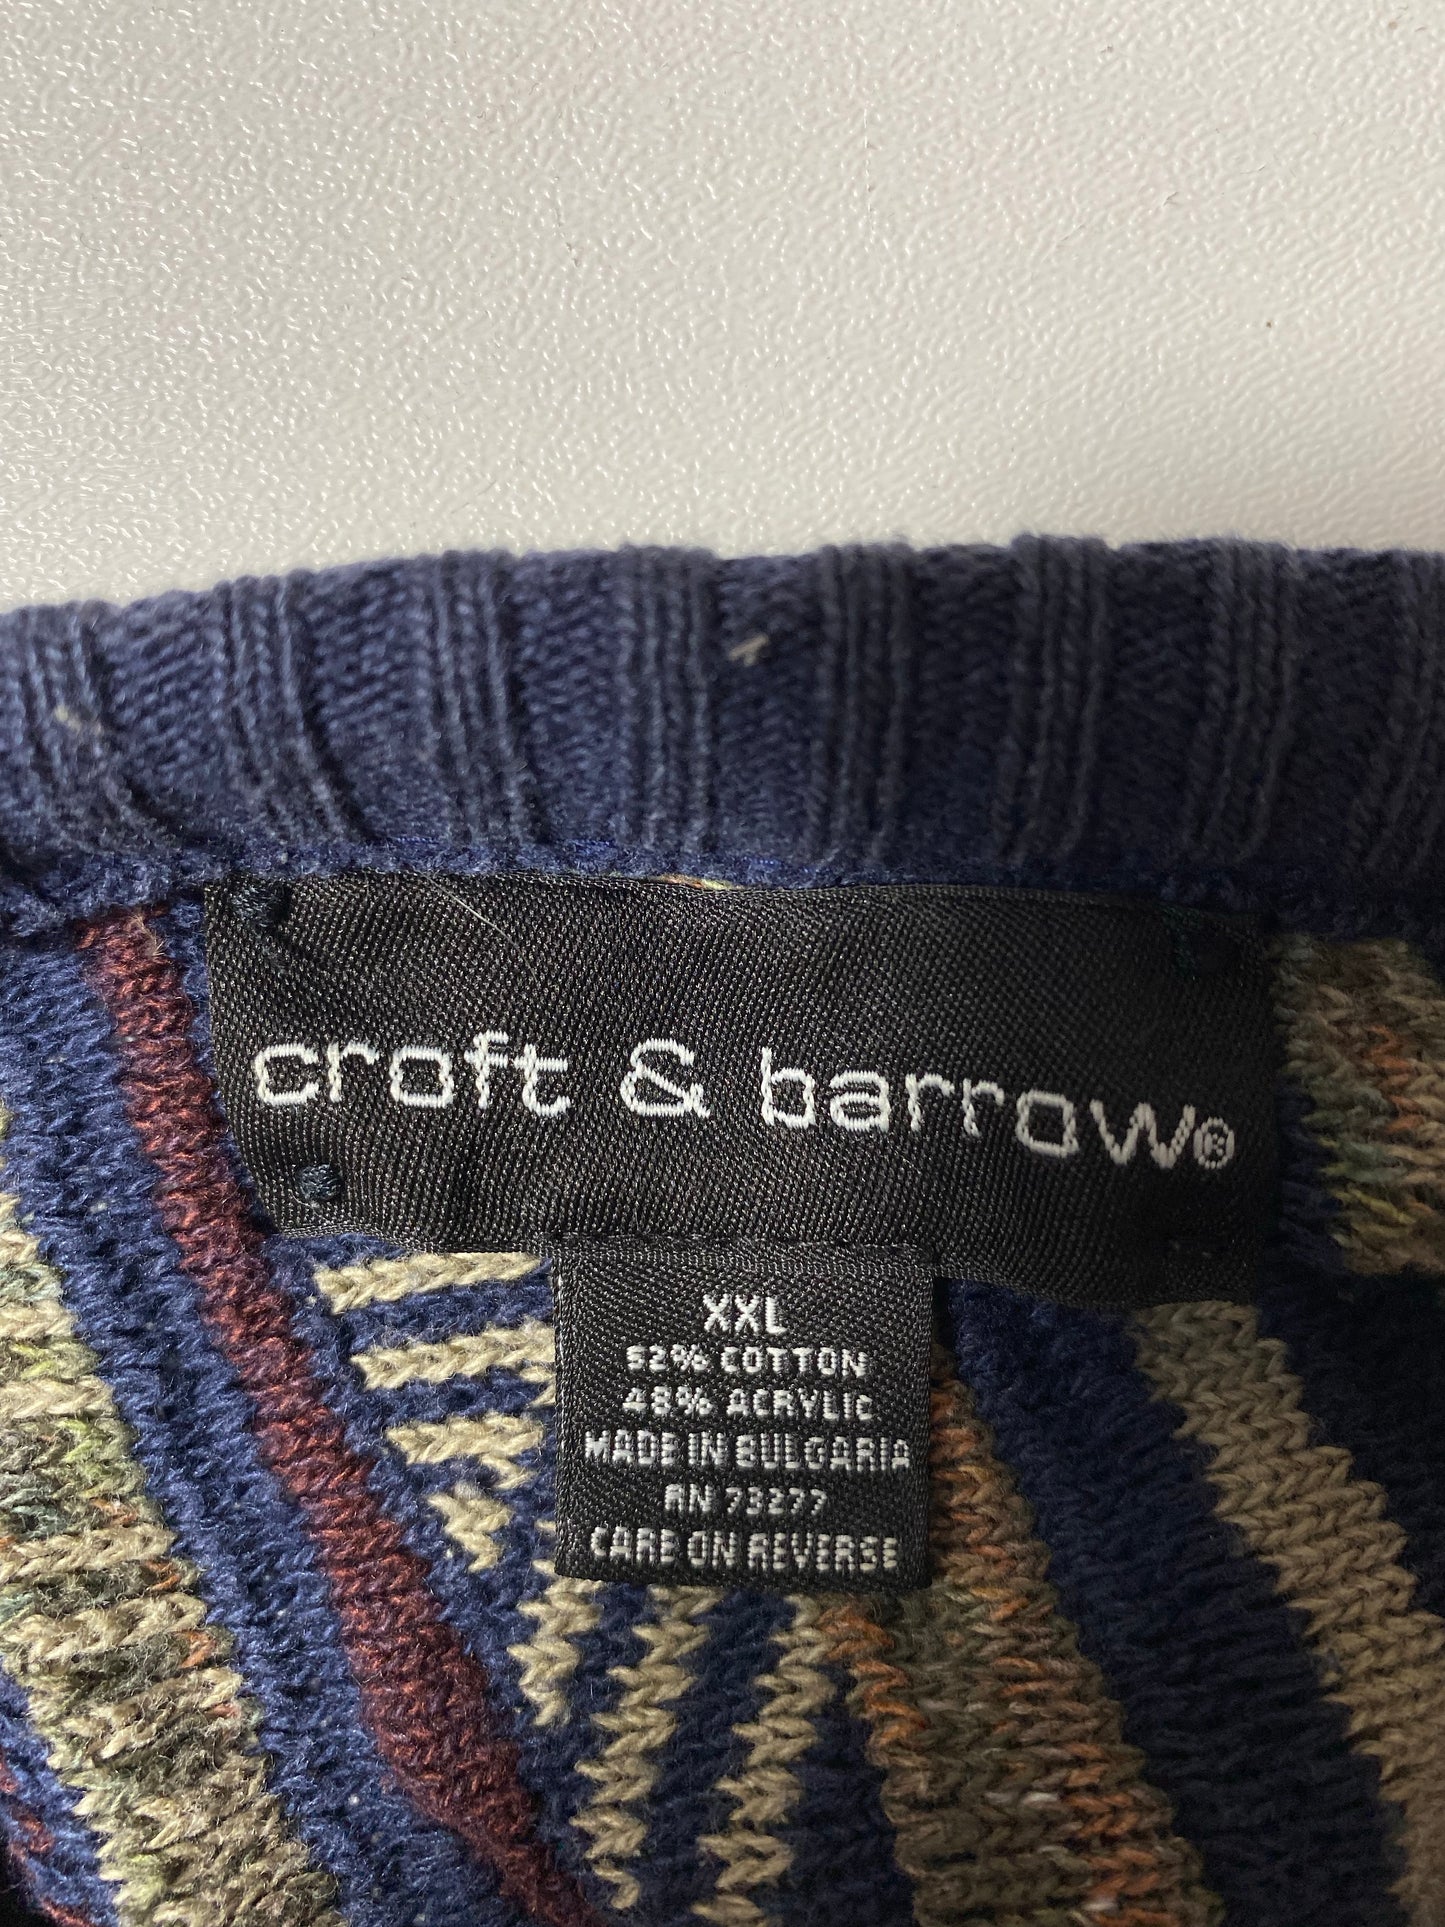 croft & barrow®
XXL
52% COTTON
48% ACRYLIC
MADE IN BULGARIA
RN 73277
CARE ON REVERSE